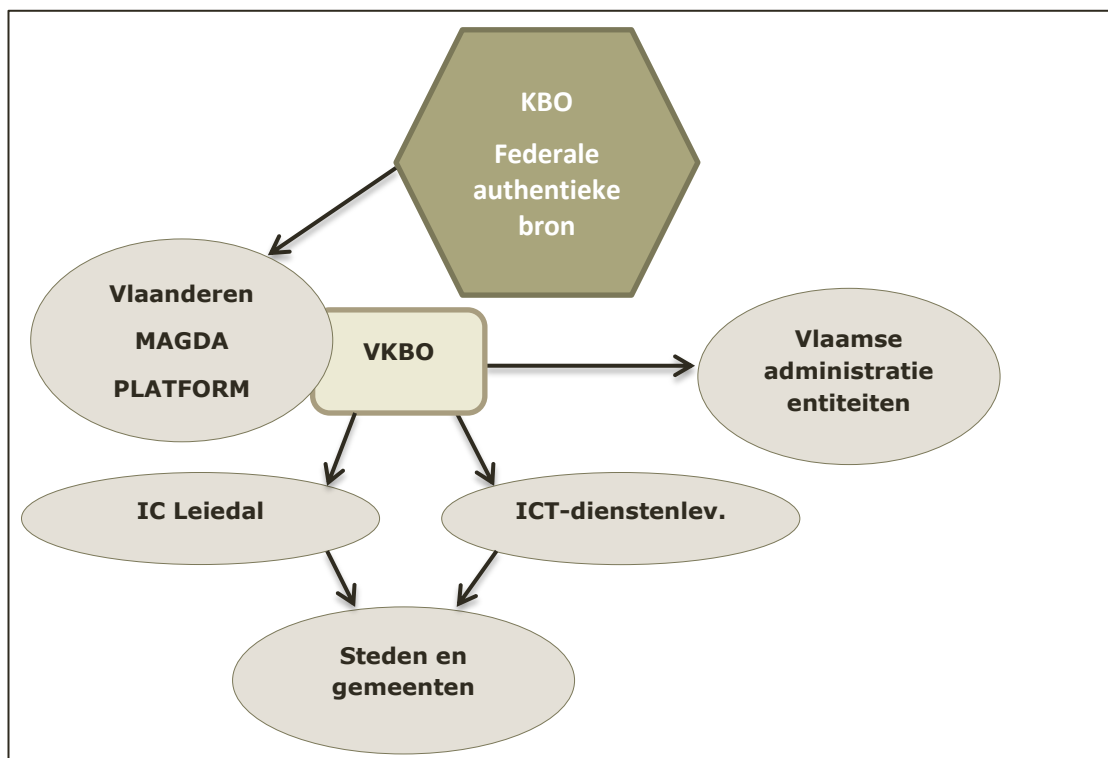 KBO
Federale
authentieke
bron
Vlaanderen
MAGDA
PLATFORM
VKBO
Vlaamse
administratie
entiteiten
IC Leiedal
ICT-dienstenlev.
Steden en
gemeenten